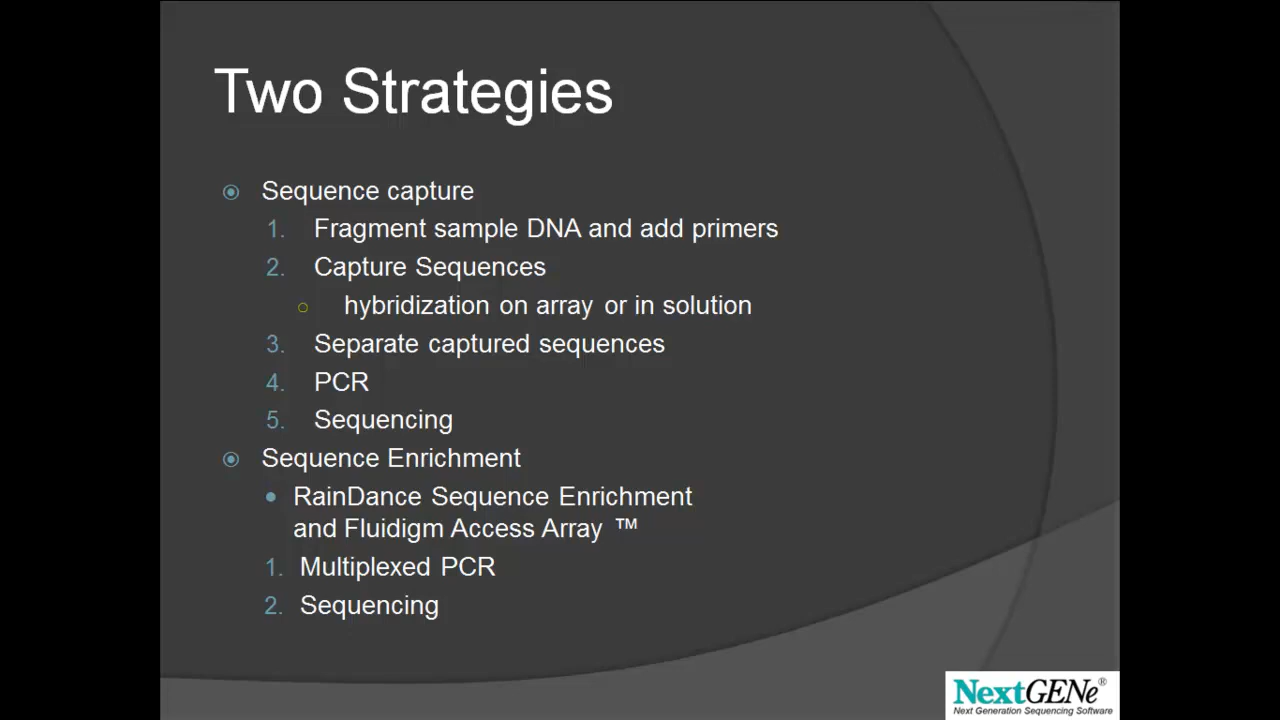 Two Strategies
Sequence capture
1. Fragment sample DNA and add primers
2. Capture Sequences
hybridization on array or in solution
3. Separate captured sequences
4. PCR
5. Sequencing
Sequence Enrichment
RainDance Sequence Enrichment
and Fluidigm Access Array ™
1. Multiplexed PCR
2. Sequencing
NextGENe®
Next Generation Sequencing Software